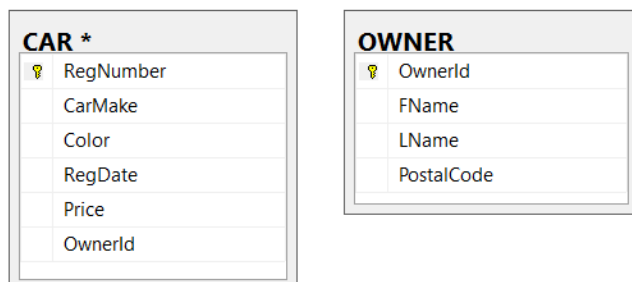 CAR *
RegNumber
CarMake
Color
RegDate
Price
OwnerId
OWNER
OwnerId
FName
LName
PostalCode